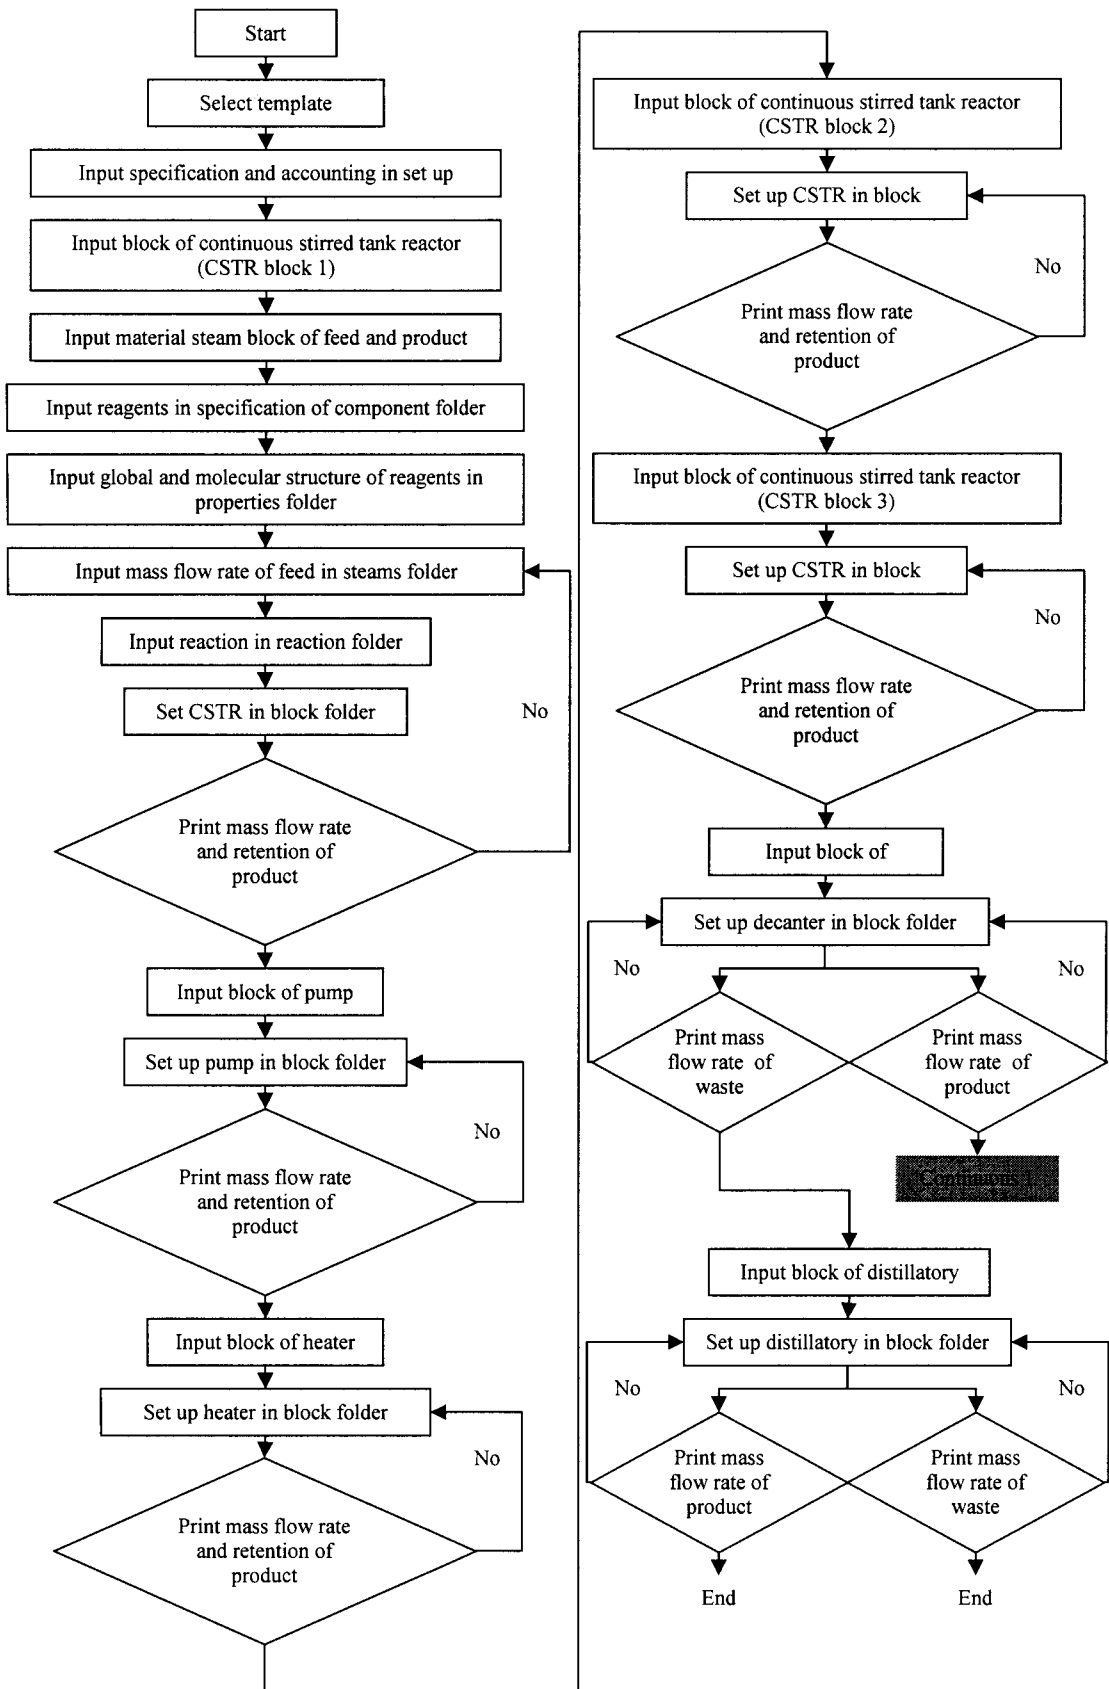 Start
Select template
Input specification and accounting in set up
Input block of continuous stirred tank reactor
(CSTR block 1)
Input material steam block of feed and product
Input reagents in specification of component folder
Input global and molecular structure of reagents in
properties folder
Input mass flow rate of feed in steams folder
Input reaction in reaction folder
Set CSTR in block folder
No
Print mass flow rate
and retention of
product
Input block of pump
Set up pump in block folder
No
Print mass flow rate
and retention of
product
Input block of heater
Set up heater in block folder
No
Print mass flow rate
and retention of
product
Input block of continuous stirred tank reactor
(CSTR block 2)
Set up CSTR in block
No
Print mass flow rate
and retention of
product
Input block of continuous stirred tank reactor
(CSTR block 3)
Set up CSTR in block
No
Print mass flow rate
and retention of
product
Input block of
Set up decanter in block folder
No
No
Print mass
flow rate of
waste
Print mass
flow rate of
product
Continuous 1
Input block of distillatory
Set up distillatory in block folder
No
No
Print mass
flow rate of
product
Print mass
flow rate of
waste
End
End